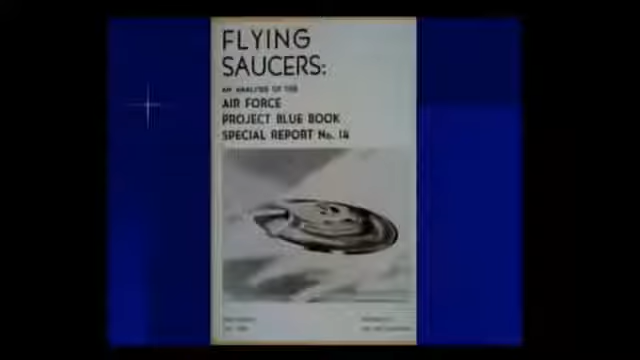 FLYING
SAUCERS:
AN ANALYSIS OF THE
AIR FORCE
PROJECT BLUE BOOK
SPECIAL REPORT No. 14